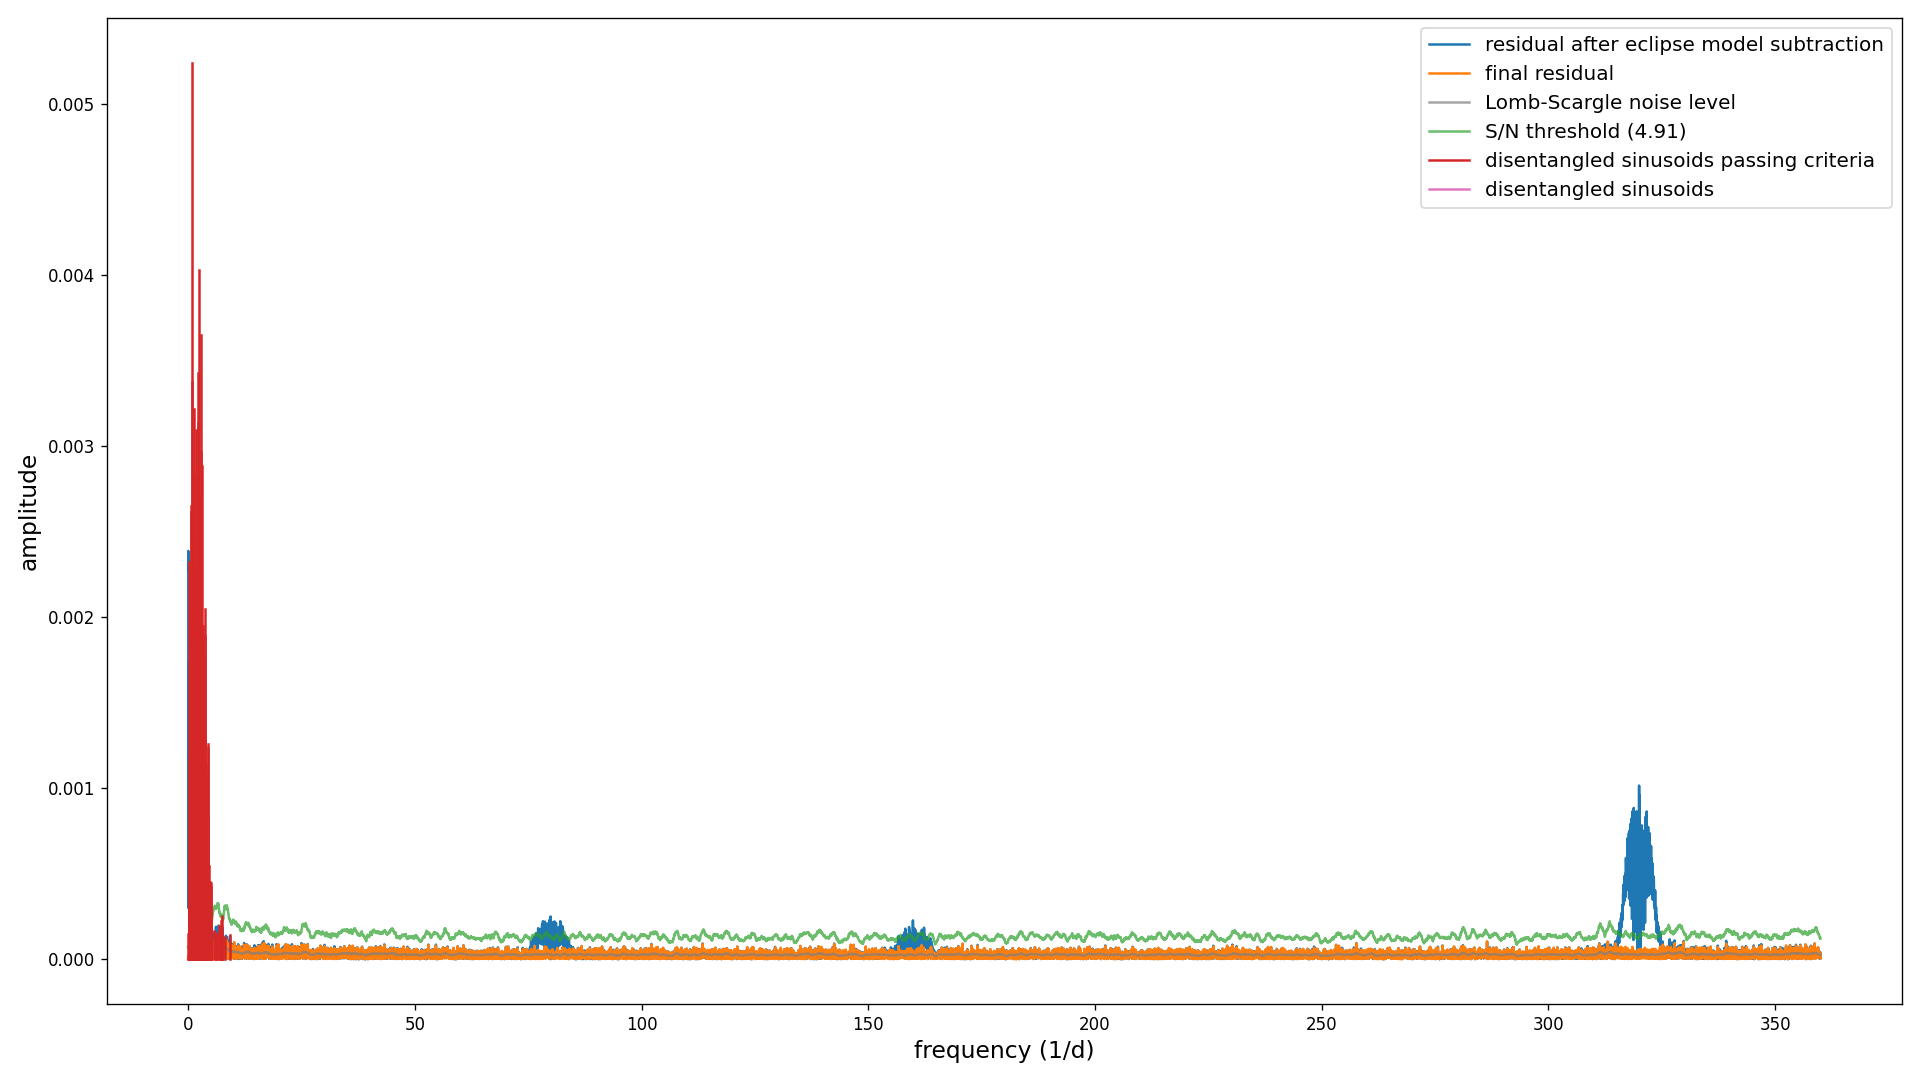 residual after eclipse model subtraction
final residual
Lomb-Scargle noise level
S/N threshold (4.91)
disentangled sinusoids passing criteria
disentangled sinusoids
amplitude
0.005
0.004
0.003
0.002
0.001
0.000
0 50 100 150 200 250 300 350
frequency (1/d)